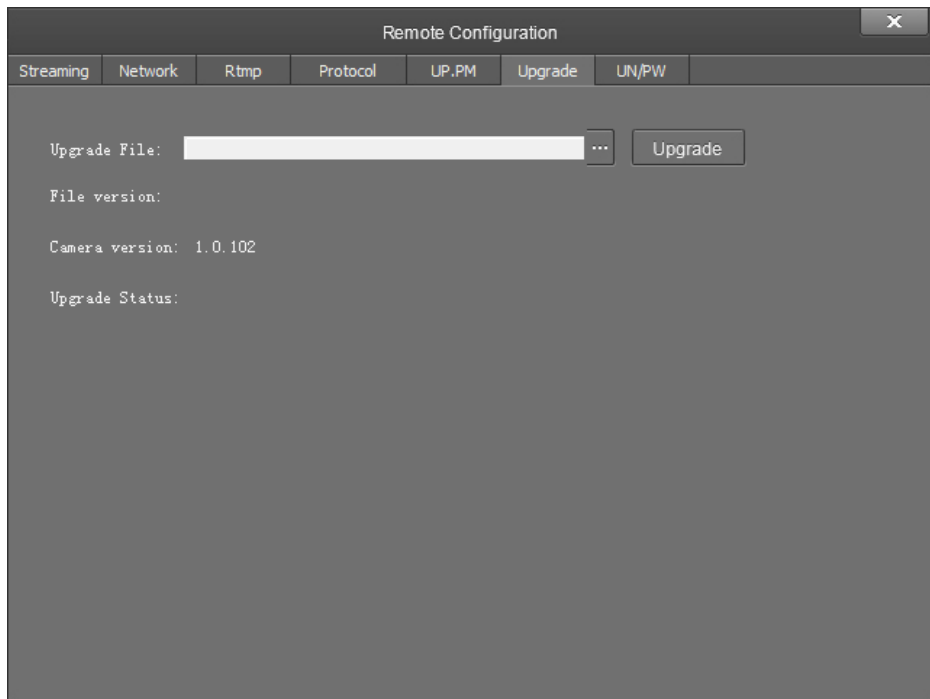 Remote Configuration
X
Streaming Network Rtmp Protocol UP.PM Upgrade UN/PW
Upgrade File: ... Upgrade
File version:
Camera version: 1.0.102
Upgrade Status: